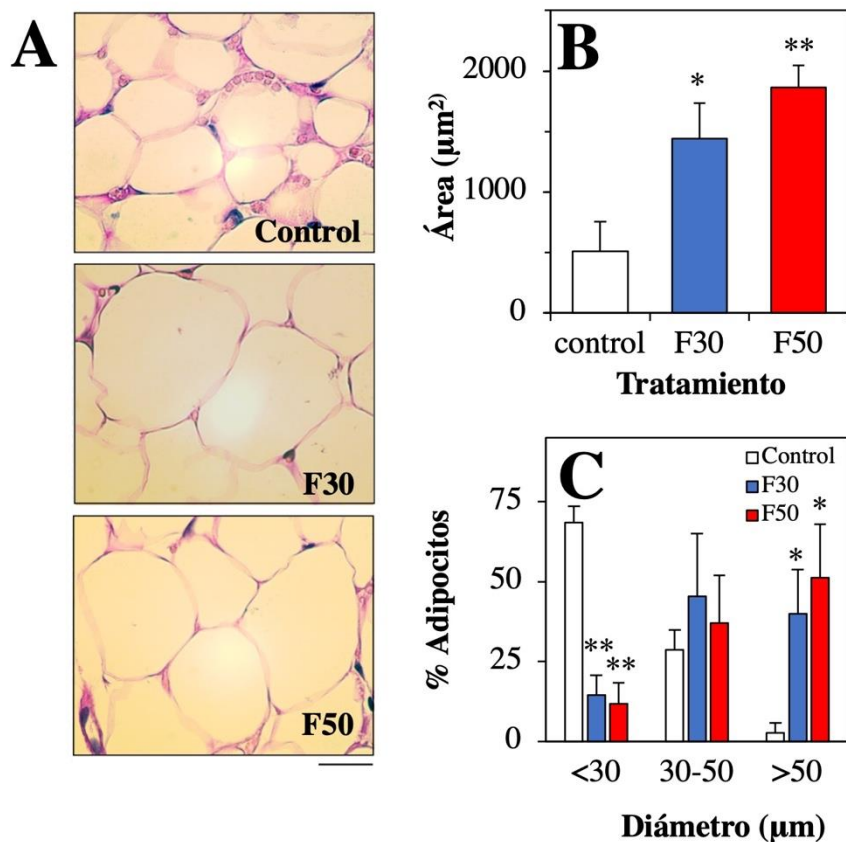 A
Control
F30
F50
B
Área (µm²)
2000
1000
0
*
**
control F30 F50
Tratamiento
C
Control
F30
F50
% Adipocitos
75
50
25
0
**
**
*
*
<30 30-50 >50
Diámetro (µm)